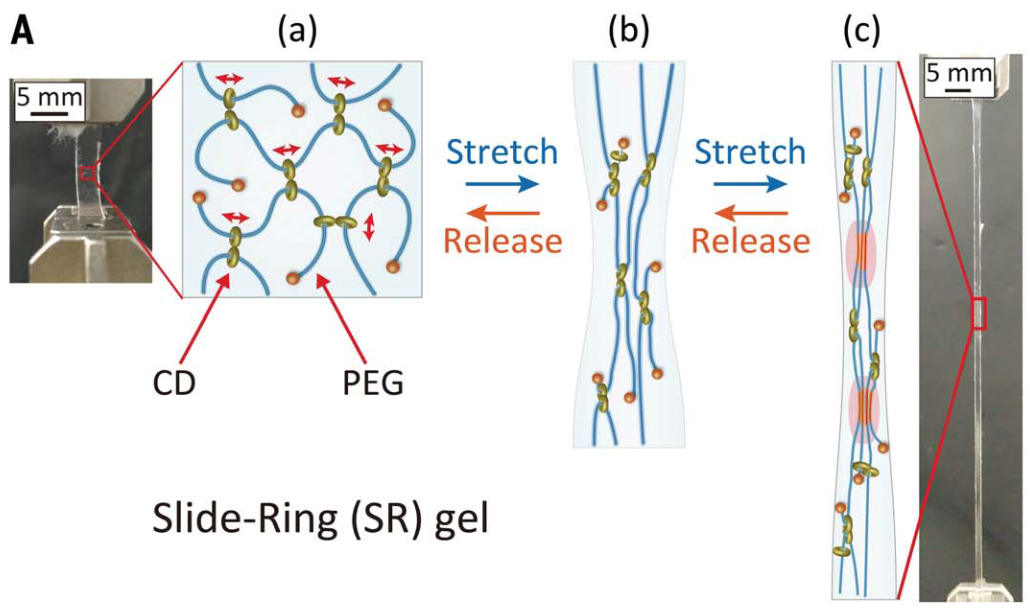 A
(a)
(b)
(c)
5 mm
5 mm
Stretch
Release
Stretch
Release
CD
PEG
Slide-Ring (SR) gel